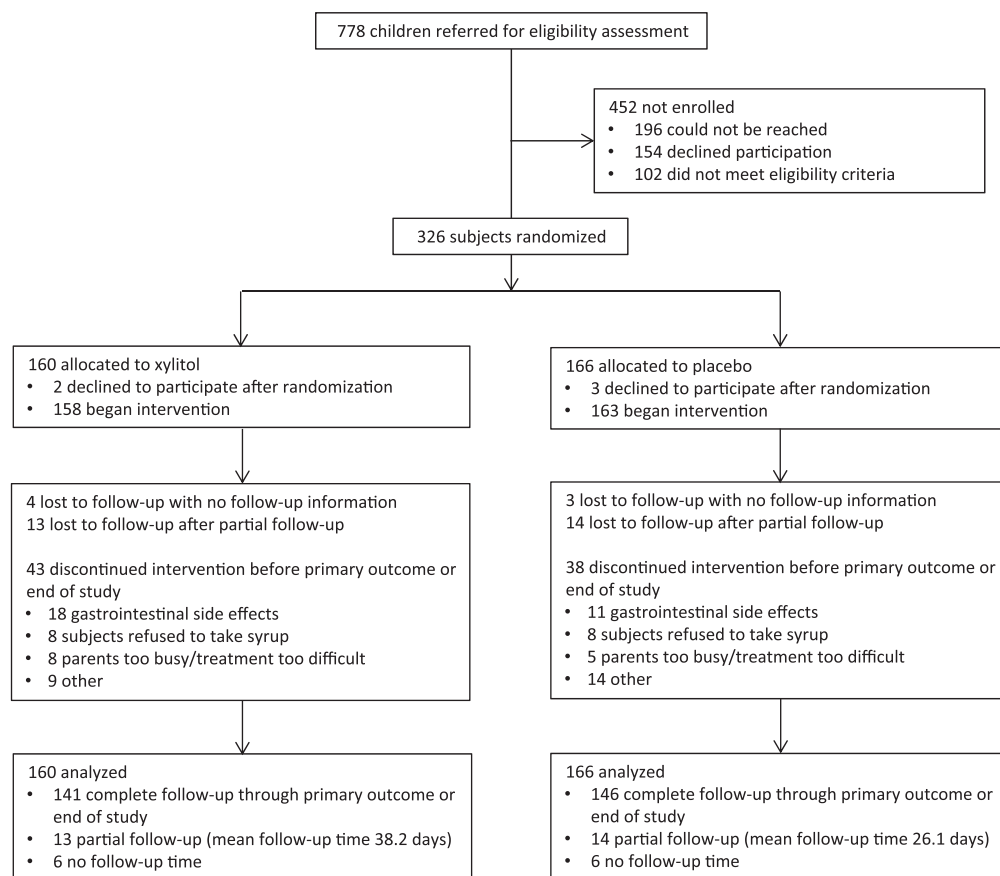 778 children referred for eligibility assessment
452 not enrolled
• 196 could not be reached
• 154 declined participation
• 102 did not meet eligibility criteria
326 subjects randomized
160 allocated to xylitol
• 2 declined to participate after randomization
• 158 began intervention
166 allocated to placebo
• 3 declined to participate after randomization
• 163 began intervention
4 lost to follow-up with no follow-up information
13 lost to follow-up after partial follow-up
43 discontinued intervention before primary outcome or
end of study
• 18 gastrointestinal side effects
• 8 subjects refused to take syrup
• 8 parents too busy/treatment too difficult
• 9 other
3 lost to follow-up with no follow-up information
14 lost to follow-up after partial follow-up
38 discontinued intervention before primary outcome or
end of study
• 11 gastrointestinal side effects
• 8 subjects refused to take syrup
• 5 parents too busy/treatment too difficult
• 14 other
160 analyzed
• 141 complete follow-up through primary outcome or
end of study
• 13 partial follow-up (mean follow-up time 38.2 days)
• 6 no follow-up time
166 analyzed
• 146 complete follow-up through primary outcome or
end of study
• 14 partial follow-up (mean follow-up time 26.1 days)
• 6 no follow-up time